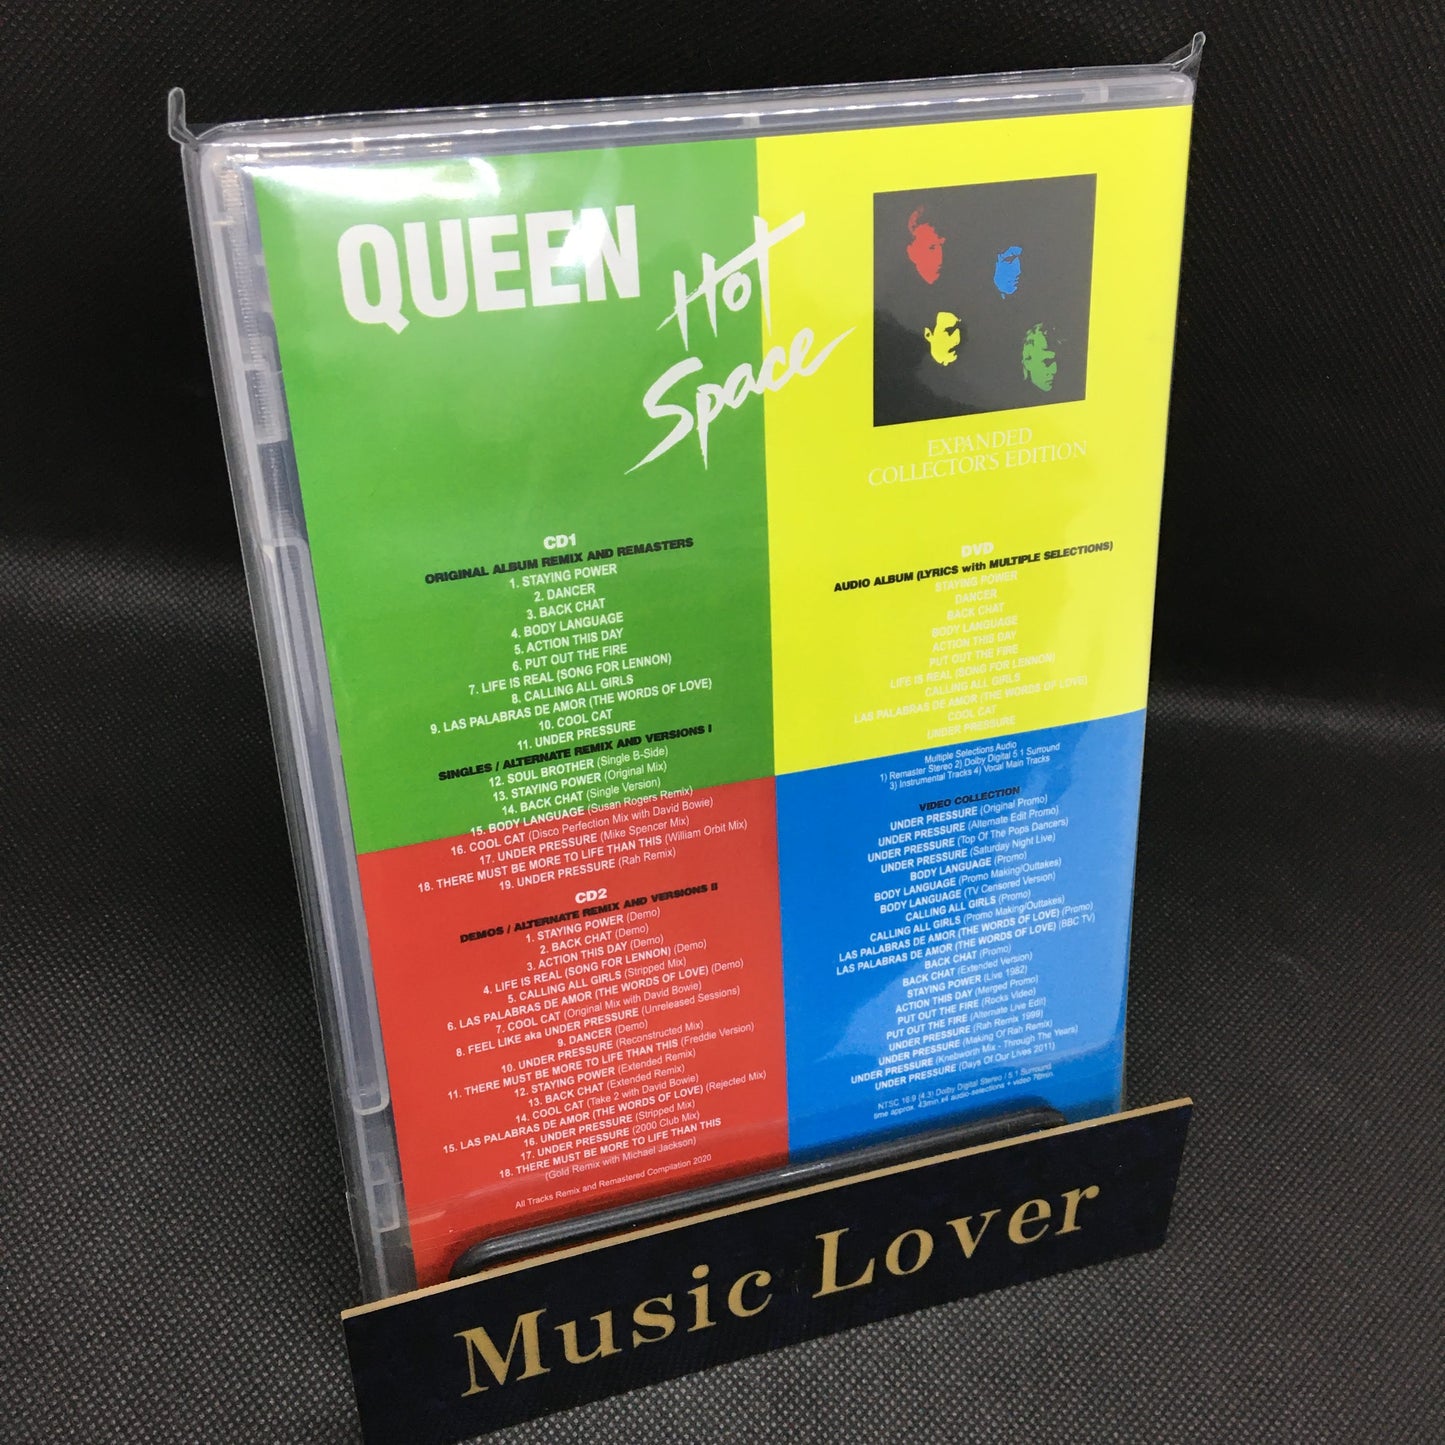 QUEEN
Hot
Space
EXPANDED
COLLECTOR'S EDITION
CD1
ORIGINAL ALBUM REMIX AND REMASTERS
1. STAYING POWER
2. DANCER
3. BACK CHAT
4. BODY LANGUAGE
5. ACTION THIS DAY
6. PUT OUT THE FIRE
7. LIFE IS REAL (SONG FOR LENNON)
8. CALLING ALL GIRLS
9. LAS PALABRAS DE AMOR (THE WORDS OF LOVE)
10. COOL CAT
11. UNDER PRESSURE
SINGLES / ALTERNATE REMIX AND VERSIONS I
12. SOUL BROTHER (Single B-Side)
13. STAYING POWER (Original Mix)
14. BACK CHAT (Single Version)
15. BODY LANGUAGE (Susan Rogers Remix)
16. COOL CAT (Disco Perfection Mix with David Bowie)
17. UNDER PRESSURE (Mike Spencer Mix)
18. THERE MUST BE MORE TO LIFE THAN THIS (William Orbit Mix)
19. UNDER PRESSURE (Rah Remix)
CD2
DEMOS / ALTERNATE REMIX AND VERSIONS II
1. STAYING POWER (Demo)
2. BACK CHAT (Demo)
3. ACTION THIS DAY (Demo)
4. LIFE IS REAL (SONG FOR LENNON) (Demo)
5. CALLING ALL GIRLS (Stripped Mix)
6. LAS PALABRAS DE AMOR (THE WORDS OF LOVE) (Demo)
7. COOL CAT (Original Mix with David Bowie)
8. FEEL LIKE aka UNDER PRESSURE (Unreleased Sessions)
9. DANCER (Demo)
10. UNDER PRESSURE (Reconstructed Mix)
11. THERE MUST BE MORE TO LIFE THAN THIS (Freddie Version)
12. STAYING POWER (Extended Remix)
13. BACK CHAT (Extended Remix)
14. COOL CAT (Take 2 with David Bowie)
15. LAS PALABRAS DE AMOR (THE WORDS OF LOVE) (Rejected Mix)
16. UNDER PRESSURE (Stripped Mix)
17. UNDER PRESSURE (2000 Club Mix)
18. THERE MUST BE MORE TO LIFE THAN THIS
(Gold Remix with Michael Jackson)
All Tracks Remix and Remastered Compilation 2020
DVD
AUDIO ALBUM (LYRICS with MULTIPLE SELECTIONS)
STAYING POWER
DANCER
BACK CHAT
BODY LANGUAGE
ACTION THIS DAY
PUT OUT THE FIRE
LIFE IS REAL (SONG FOR LENNON)
CALLING ALL GIRLS
LAS PALABRAS DE AMOR (THE WORDS OF LOVE)
COOL CAT
UNDER PRESSURE
Multiple Selections Audio
1) Remaster Stereo 2) Dolby Digital 5.1 Surround
3) Instrumental Tracks 4) Vocal Main Tracks
VIDEO COLLECTION
UNDER PRESSURE (Original Promo)
UNDER PRESSURE (Alternate Edit Promo)
UNDER PRESSURE (Top Of The Pops Dancers)
UNDER PRESSURE (Saturday Night Live)
BODY LANGUAGE (Promo)
BODY LANGUAGE (Promo Making/Outtakes)
BODY LANGUAGE (TV Censored Version)
CALLING ALL GIRLS (Promo)
CALLING ALL GIRLS (Promo Making/Outtakes)
LAS PALABRAS DE AMOR (THE WORDS OF LOVE) (Promo)
LAS PALABRAS DE AMOR (THE WORDS OF LOVE) (BBC TV)
BACK CHAT (Promo)
BACK CHAT (Extended Version)
STAYING POWER (Live 1982)
ACTION THIS DAY (Merged Promo)
PUT OUT THE FIRE (Rocks Video)
PUT OUT THE FIRE (Alternate Live Edit)
UNDER PRESSURE (Rah Remix 1999)
UNDER PRESSURE (Making Of Rah Remix)
UNDER PRESSURE (Knebworth Mix - Through The Years)
UNDER PRESSURE (Days Of Our Lives 2011)
NTSC 16:9 (4:3) Dolby Digital Stereo / 5.1 Surround
time approx. 43min.x4 audio-selections + video 76min.
Music Lover